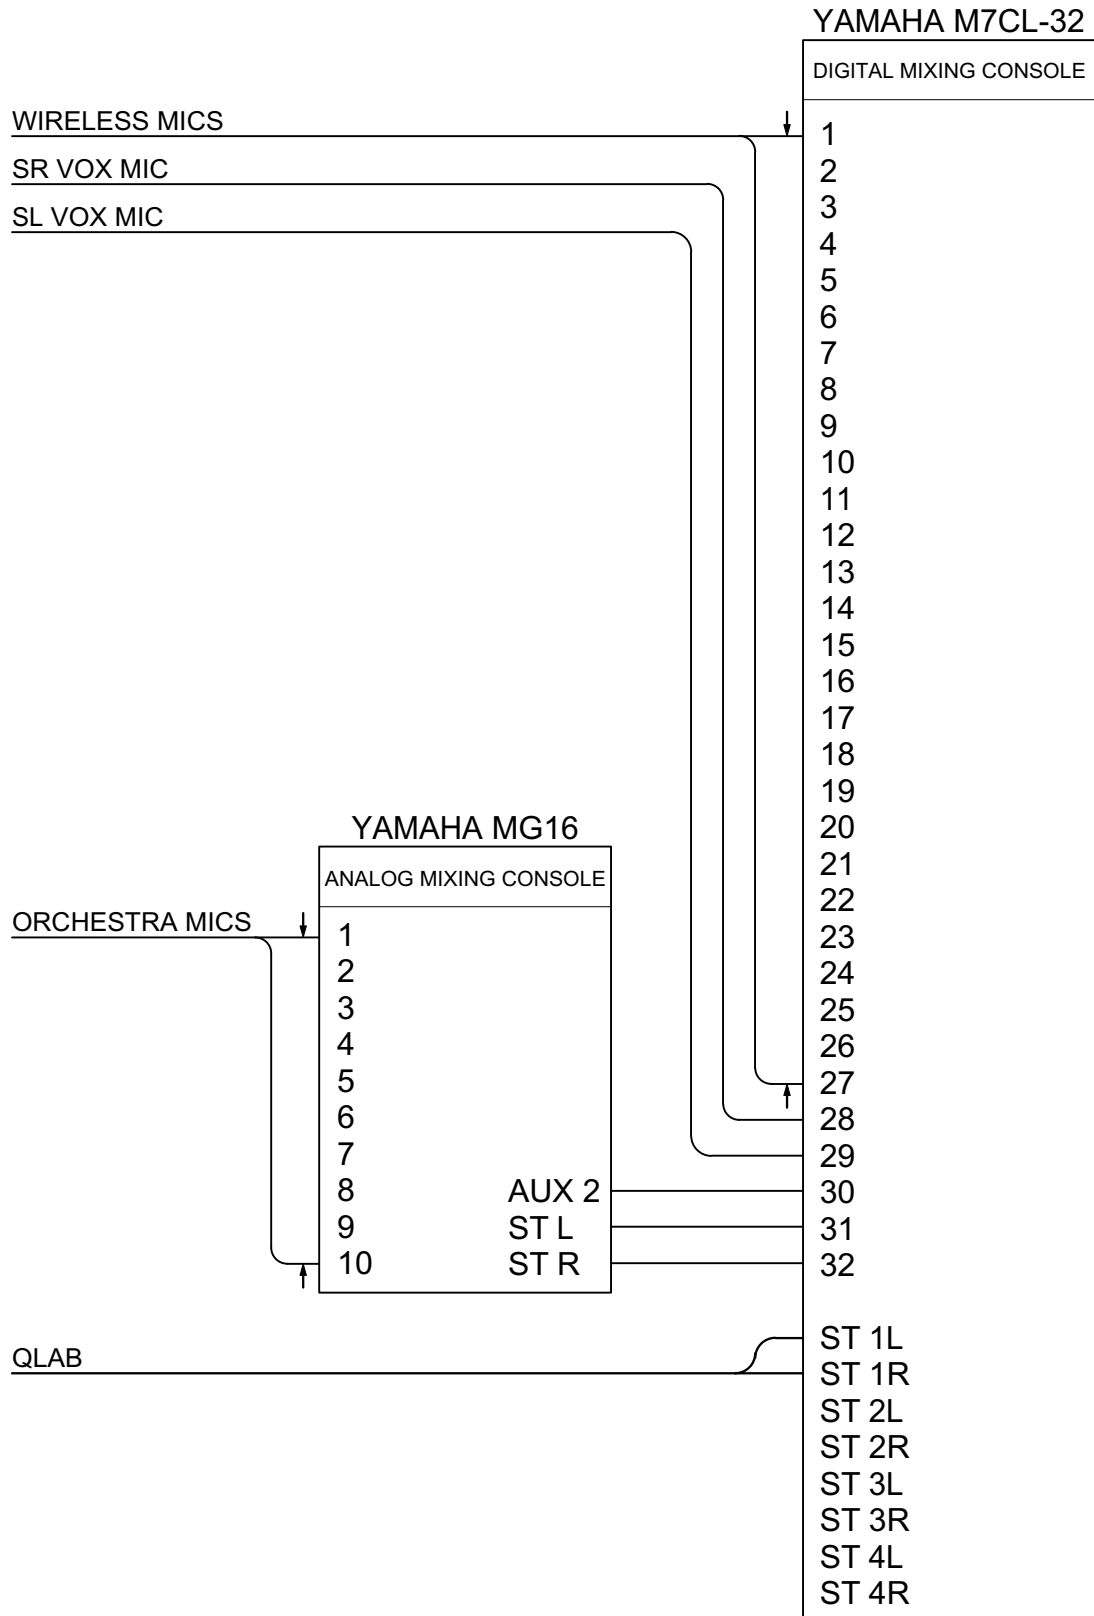 YAMAHA M7CL-32
DIGITAL MIXING CONSOLE
WIRELESS MICS
SR VOX MIC
SL VOX MIC
1
2
3
4
5
6
7
8
9
10
11
12
13
14
15
16
17
18
19
20
21
22
23
24
25
26
27
28
29
30
31
32
ST 1L
ST 1R
ST 2L
ST 2R
ST 3L
ST 3R
ST 4L
ST 4R
YAMAHA MG16
ANALOG MIXING CONSOLE
ORCHESTRA MICS
1
2
3
4
5
6
7
8 AUX 2
9 ST L
10 ST R
QLAB